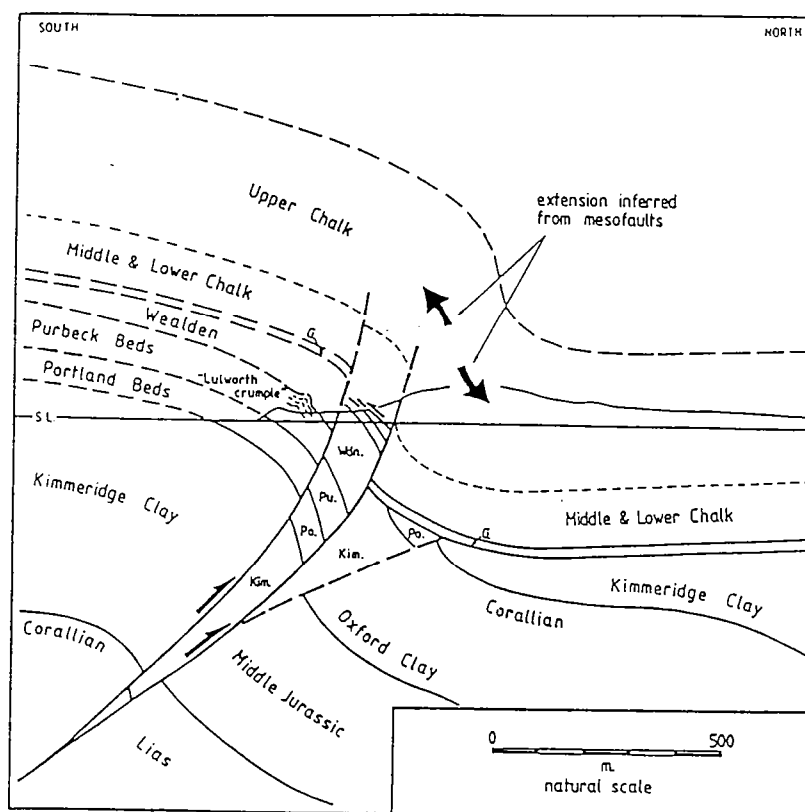 SOUTH
NORTH
Upper Chalk
extension inferred
from mesofaults
Middle & Lower Chalk
Wealden
G.
Purbeck Beds
Portland Beds
"Lulworth
crumple"
S.L.
Wdn.
Kimmeridge Clay
Pu.
Po.
Po.
G.
Middle & Lower Chalk
Kim.
Kim.
Kimmeridge Clay
Corallian
Corallian
Oxford Clay
Middle Jurassic
Lias
0
500
m.
natural scale